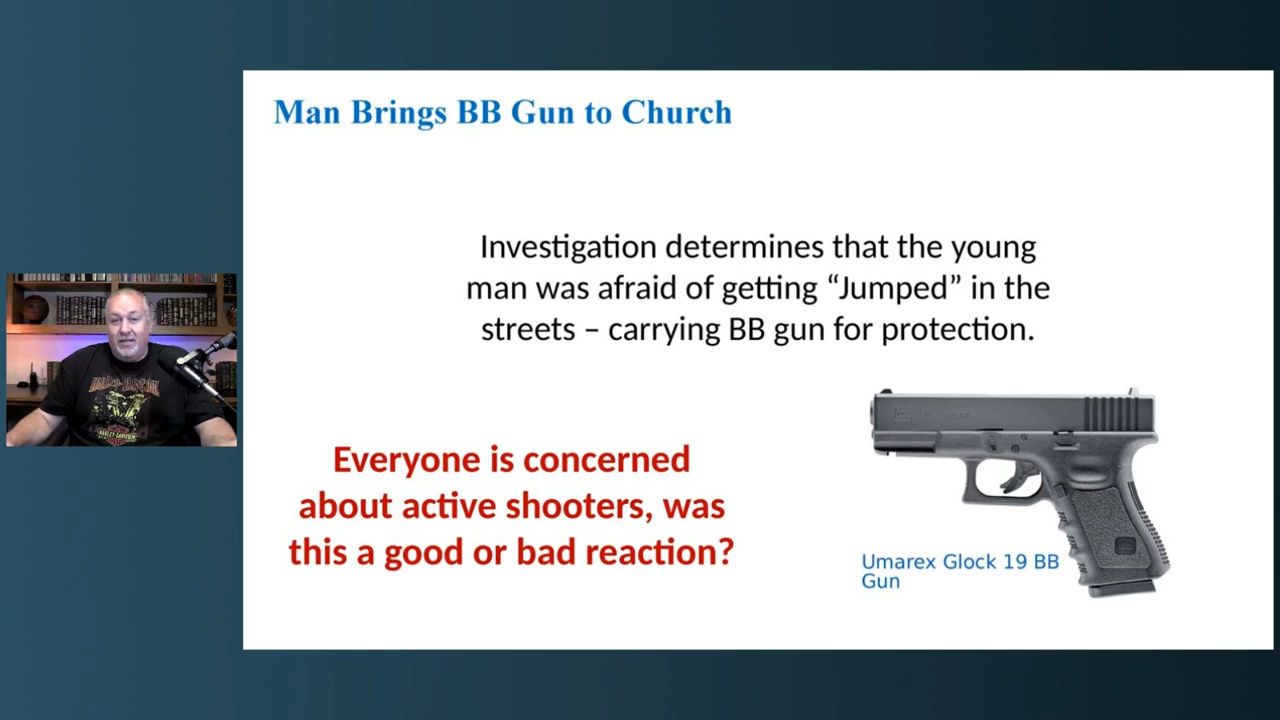 Man Brings BB Gun to Church
Investigation determines that the young
man was afraid of getting “Jumped” in the
streets – carrying BB gun for protection.
Everyone is concerned
about active shooters, was
this a good or bad reaction?
Umarex Glock 19 BB
Gun
HARLEY-DAVIDSON